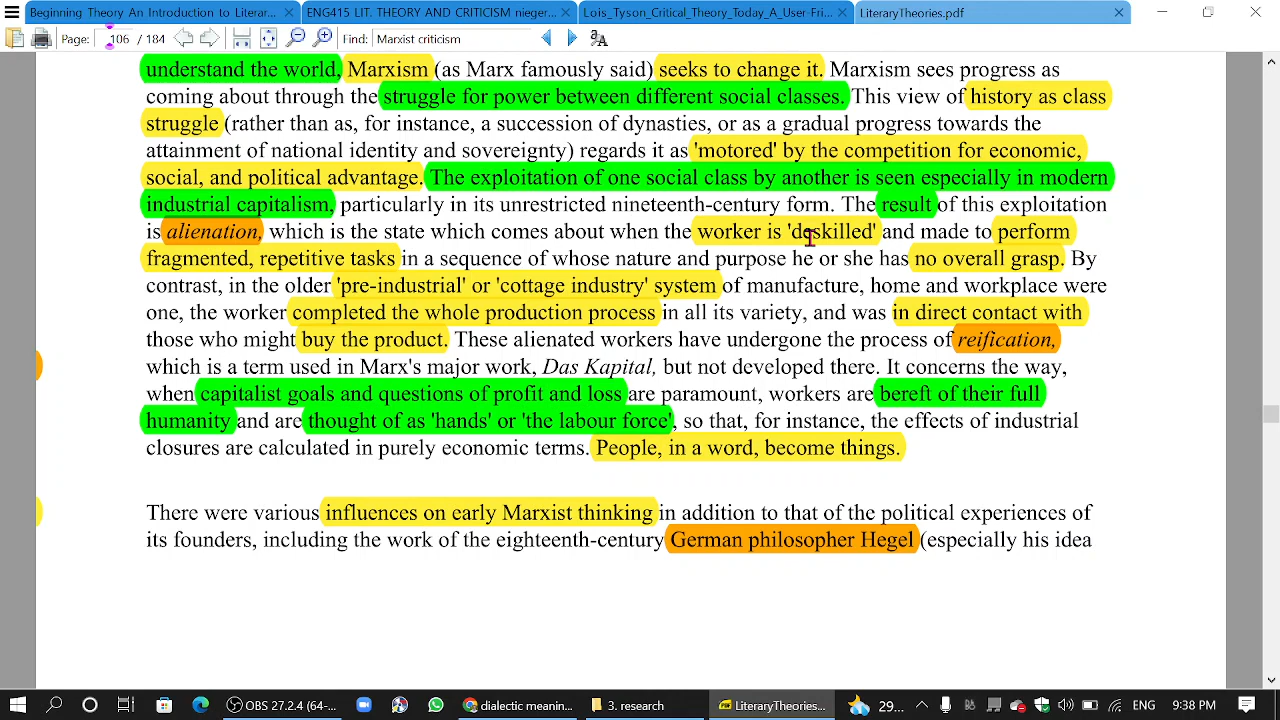 Beginning Theory An Introduction to Literar...
ENG415 LIT. THEORY AND CRITICISM nieger...
Lois_Tyson_Critical_Theory_Today_A_User-Fri...
LiteraryTheories.pdf
Page: 106 / 184
Find: Marxist criticism
understand the world, Marxism (as Marx famously said) seeks to change it. Marxism sees progress as
coming about through the struggle for power between different social classes. This view of history as class
struggle (rather than as, for instance, a succession of dynasties, or as a gradual progress towards the
attainment of national identity and sovereignty) regards it as 'motored' by the competition for economic,
social, and political advantage. The exploitation of one social class by another is seen especially in modern
industrial capitalism, particularly in its unrestricted nineteenth-century form. The result of this exploitation
is alienation, which is the state which comes about when the worker is 'deskilled' and made to perform
fragmented, repetitive tasks in a sequence of whose nature and purpose he or she has no overall grasp. By
contrast, in the older 'pre-industrial' or 'cottage industry' system of manufacture, home and workplace were
one, the worker completed the whole production process in all its variety, and was in direct contact with
those who might buy the product. These alienated workers have undergone the process of reification,
which is a term used in Marx's major work, Das Kapital, but not developed there. It concerns the way,
when capitalist goals and questions of profit and loss are paramount, workers are bereft of their full
humanity and are thought of as 'hands' or 'the labour force', so that, for instance, the effects of industrial
closures are calculated in purely economic terms. People, in a word, become things.
There were various influences on early Marxist thinking in addition to that of the political experiences of
its founders, including the work of the eighteenth-century German philosopher Hegel (especially his idea
OBS 27.2.4 (64-...
dialectic meanin...
3. research
LiteraryTheories...
29...
ENG
9:38 PM